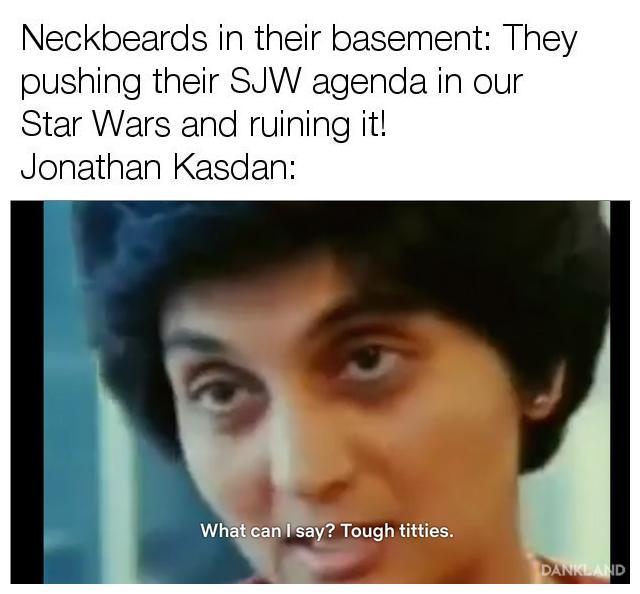 Neckbeards in their basement: They
pushing their SJW agenda in our
Star Wars and ruining it!
Jonathan Kasdan:
What can I say? Tough titties.
DANKLAND